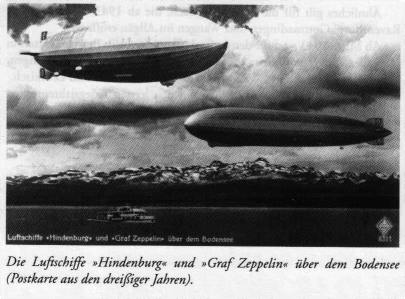 Luftschiffe »Hindenburg« und »Graf Zeppelin« über dem Bodensee
Die Luftschiffe »Hindenburg« und »Graf Zeppelin« über dem Bodensee
(Postkarte aus den dreißiger Jahren).